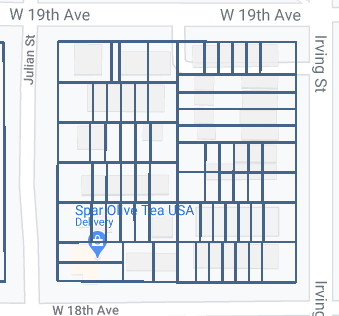 W 19th Ave
W 19th Ave
Julian St
Irving St
Spar Olive Tea USA
Delivery
W 18th Ave
Irving